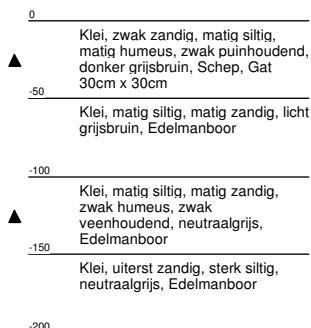 0
Klei, zwak zandig, matig siltig,
matig humeus, zwak puinhoudend,
donker grijsbruin, Schep, Gat
30cm x 30cm
-50
Klei, matig siltig, matig zandig, licht
grijsbruin, Edelmanboor
-100
Klei, matig siltig, matig zandig,
zwak humeus, zwak
veenhoudend, neutraalgrijs,
Edelmanboor
-150
Klei, uiterst zandig, sterk siltig,
neutraalgrijs, Edelmanboor
-200